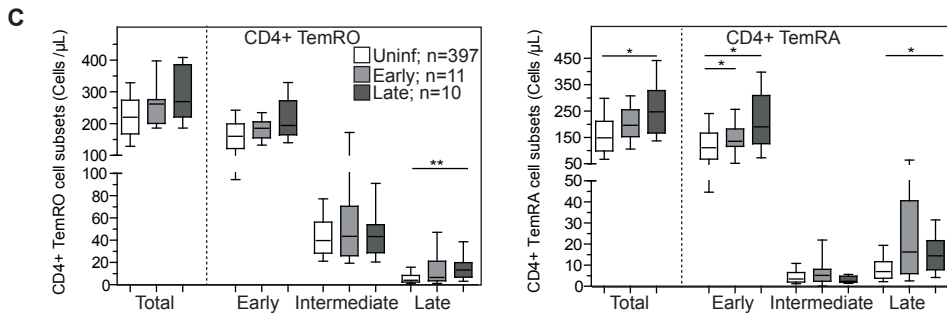 C
CD4+ TemRO
Uninf; n=397
Early; n=11
Late; n=10
CD4+ TemRO cell subsets (Cells /µL)
400
300
200
100
100
80
60
40
20
0
**
Total
Early
Intermediate
Late
CD4+ TemRA
CD4+ TemRA cell subsets (Cells /µL)
450
350
250
150
50
50
40
30
20
10
0
*
*
*
*
Total
Early
Intermediate
Late